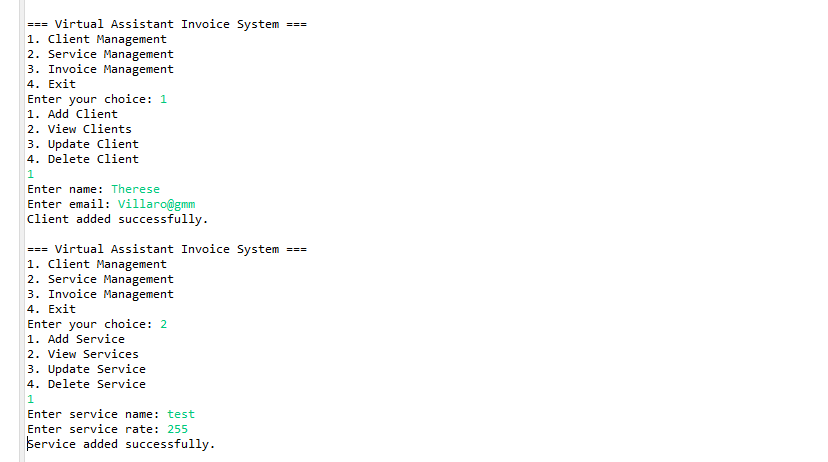 === Virtual Assistant Invoice System ===
1. Client Management
2. Service Management
3. Invoice Management
4. Exit
Enter your choice: 1
1. Add Client
2. View Clients
3. Update Client
4. Delete Client
1
Enter name: Therese
Enter email: Villaro@gmm
Client added successfully.

=== Virtual Assistant Invoice System ===
1. Client Management
2. Service Management
3. Invoice Management
4. Exit
Enter your choice: 2
1. Add Service
2. View Services
3. Update Service
4. Delete Service
1
Enter service name: test
Enter service rate: 255
Service added successfully.